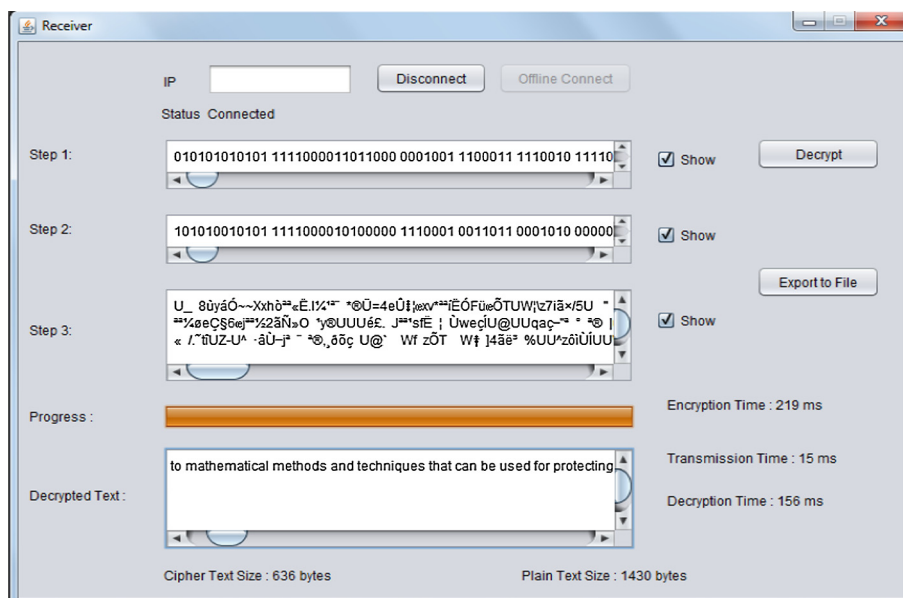 Receiver
IP
Disconnect
Offline Connect
Status Connected
Step 1:
010101010101 1111000011011000 0001001 1100011 1110010 11110
Show
Decrypt
Step 2:
101010010101 1111000010100000 1110001 0011011 0001010 00000
Show
Export to File
Step 3:
Show
Progress :
Encryption Time : 219 ms
Decrypted Text :
to mathematical methods and techniques that can be used for protecting
Transmission Time : 15 ms
Decryption Time : 156 ms
Cipher Text Size : 636 bytes
Plain Text Size : 1430 bytes